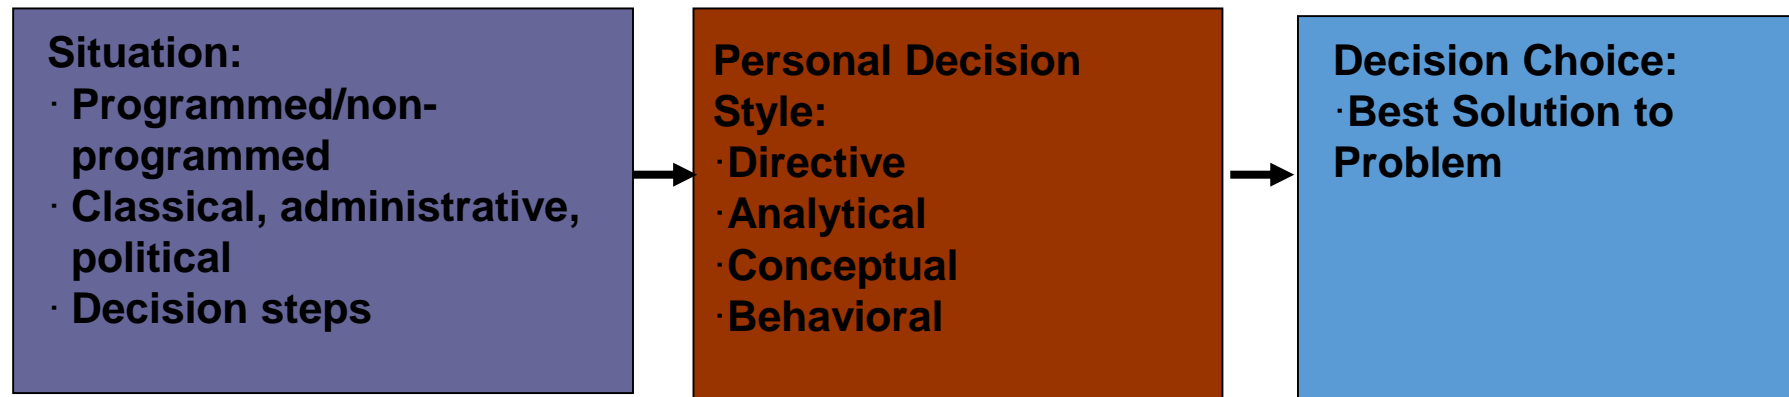 Situation:
· Programmed/non-
programmed
· Classical, administrative,
political
· Decision steps
Personal Decision
Style:
·Directive
·Analytical
·Conceptual
·Behavioral
Decision Choice:
·Best Solution to
Problem